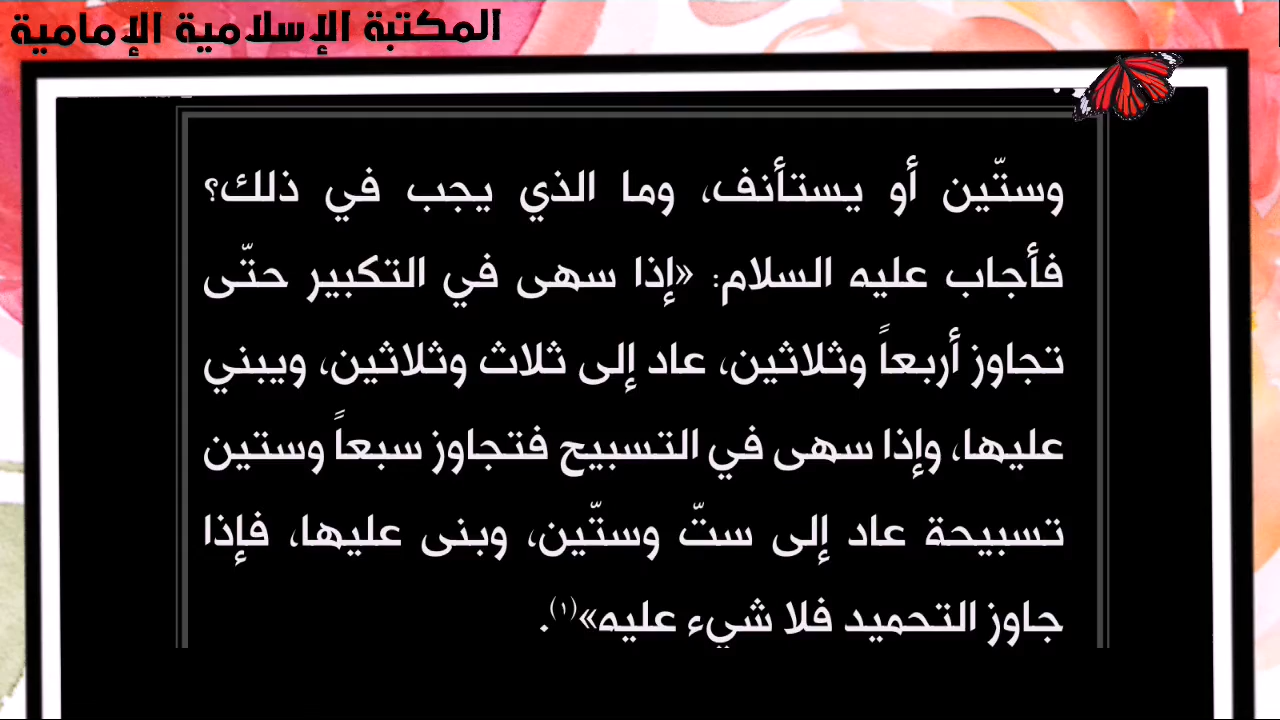 المكتبة الإسلامية الإمامية
وستّين أو يستأنف، وما الذي يجب في ذلك؟
فأجاب عليه السلام: «إذا سهى في التكبير حتّى
تجاوز أربعاً وثلاثين، عاد إلى ثلاث وثلاثين، ويبني
عليها، وإذا سهى في التسبيح فتجاوز سبعاً وستين
تسبيحة عاد إلى ستّ وستّين، وبنى عليها، فإذا
جاوز التحميد فلا شيء عليه»(١).